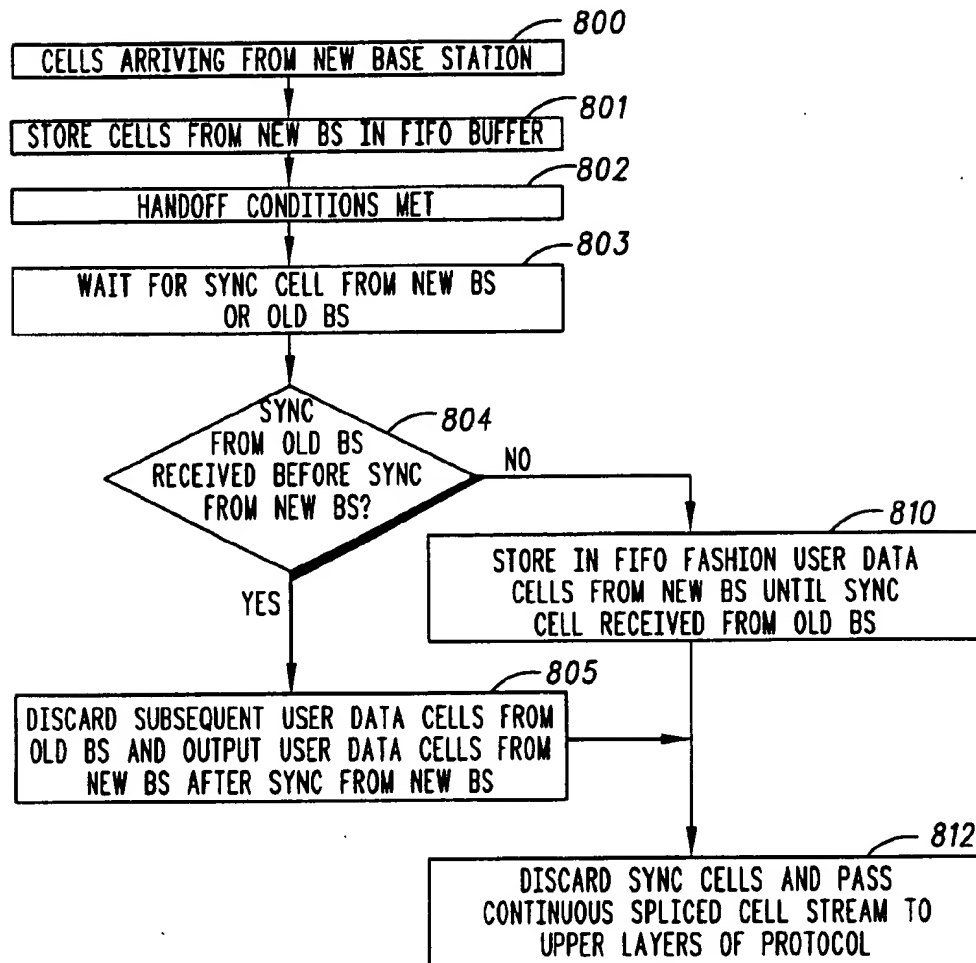 800
CELLS ARRIVING FROM NEW BASE STATION
801
STORE CELLS FROM NEW BS IN FIFO BUFFER
802
HANDOFF CONDITIONS MET
803
WAIT FOR SYNC CELL FROM NEW BS
OR OLD BS
804
SYNC
FROM OLD BS
RECEIVED BEFORE SYNC
FROM NEW BS?
NO
YES
810
STORE IN FIFO FASHION USER DATA
CELLS FROM NEW BS UNTIL SYNC
CELL RECEIVED FROM OLD BS
805
DISCARD SUBSEQUENT USER DATA CELLS FROM
OLD BS AND OUTPUT USER DATA CELLS FROM
NEW BS AFTER SYNC FROM NEW BS
812
DISCARD SYNC CELLS AND PASS
CONTINUOUS SPLICED CELL STREAM TO
UPPER LAYERS OF PROTOCOL